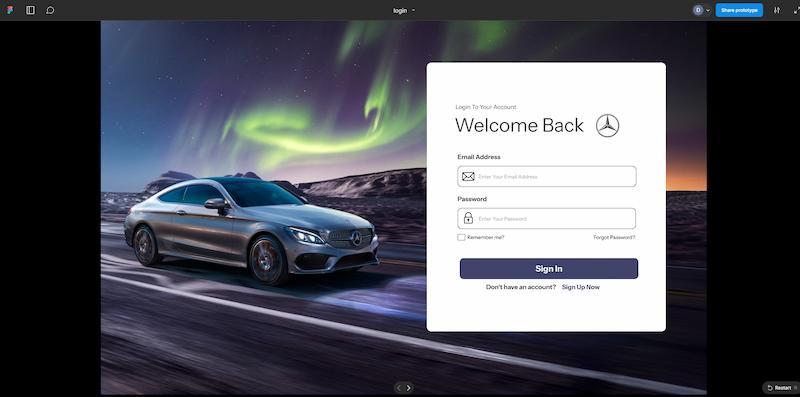 login
D
Share prototype
Login To Your Account
Welcome Back
Email Address
Enter Your Email Address
Password
Enter Your Password
Remember me? Forgot Password?
Sign In
Don't have an account? Sign Up Now
Restart R